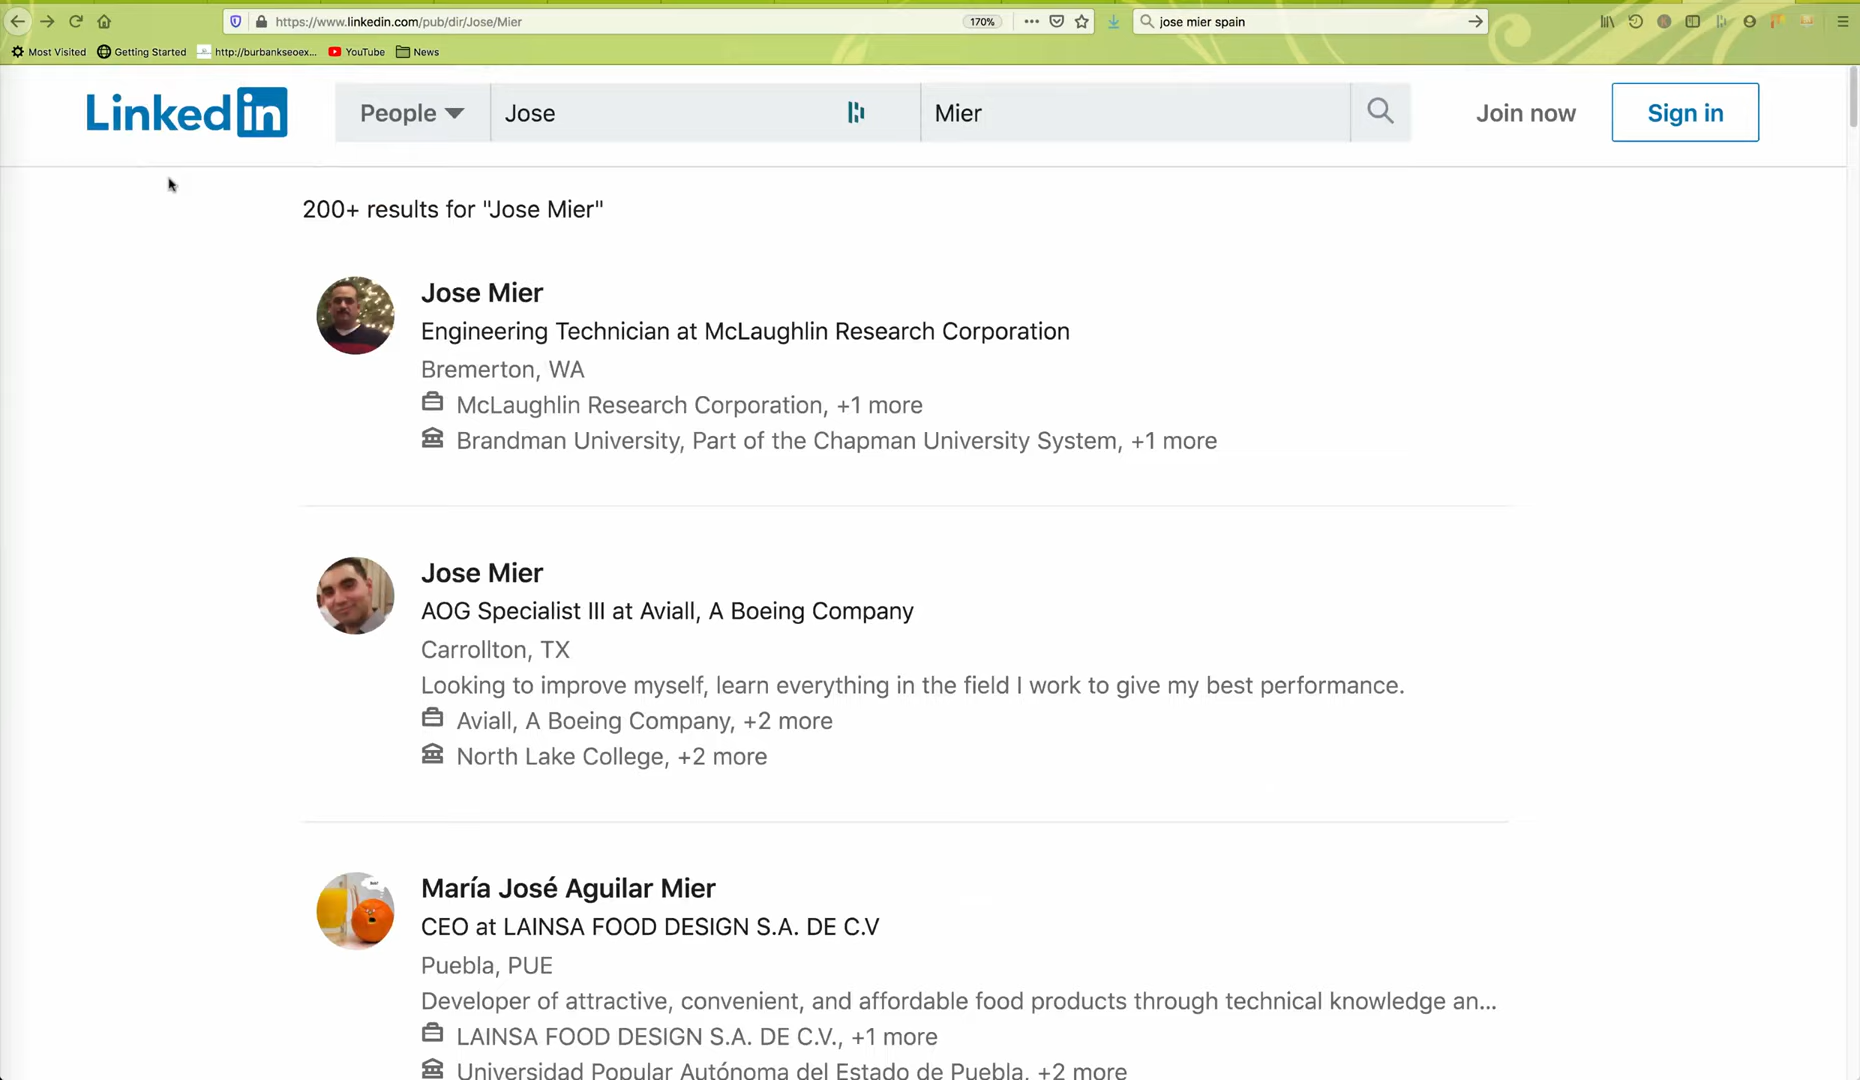 https://www.linkedin.com/pub/dir/Jose/Mier
170%
jose mier spain
Most Visited
Getting Started
http://burbankseoex...
YouTube
News
Linkedin
People
Jose
Mier
Join now
Sign in
200+ results for "Jose Mier"
Jose Mier
Engineering Technician at McLaughlin Research Corporation
Bremerton, WA
McLaughlin Research Corporation, +1 more
Brandman University, Part of the Chapman University System, +1 more
Jose Mier
AOG Specialist III at Aviall, A Boeing Company
Carrollton, TX
Looking to improve myself, learn everything in the field I work to give my best performance.
Aviall, A Boeing Company, +2 more
North Lake College, +2 more
María José Aguilar Mier
CEO at LAINSA FOOD DESIGN S.A. DE C.V
Puebla, PUE
Developer of attractive, convenient, and affordable food products through technical knowledge an...
LAINSA FOOD DESIGN S.A. DE C.V., +1 more
Universidad Popular Autónoma del Estado de Puebla, +2 more